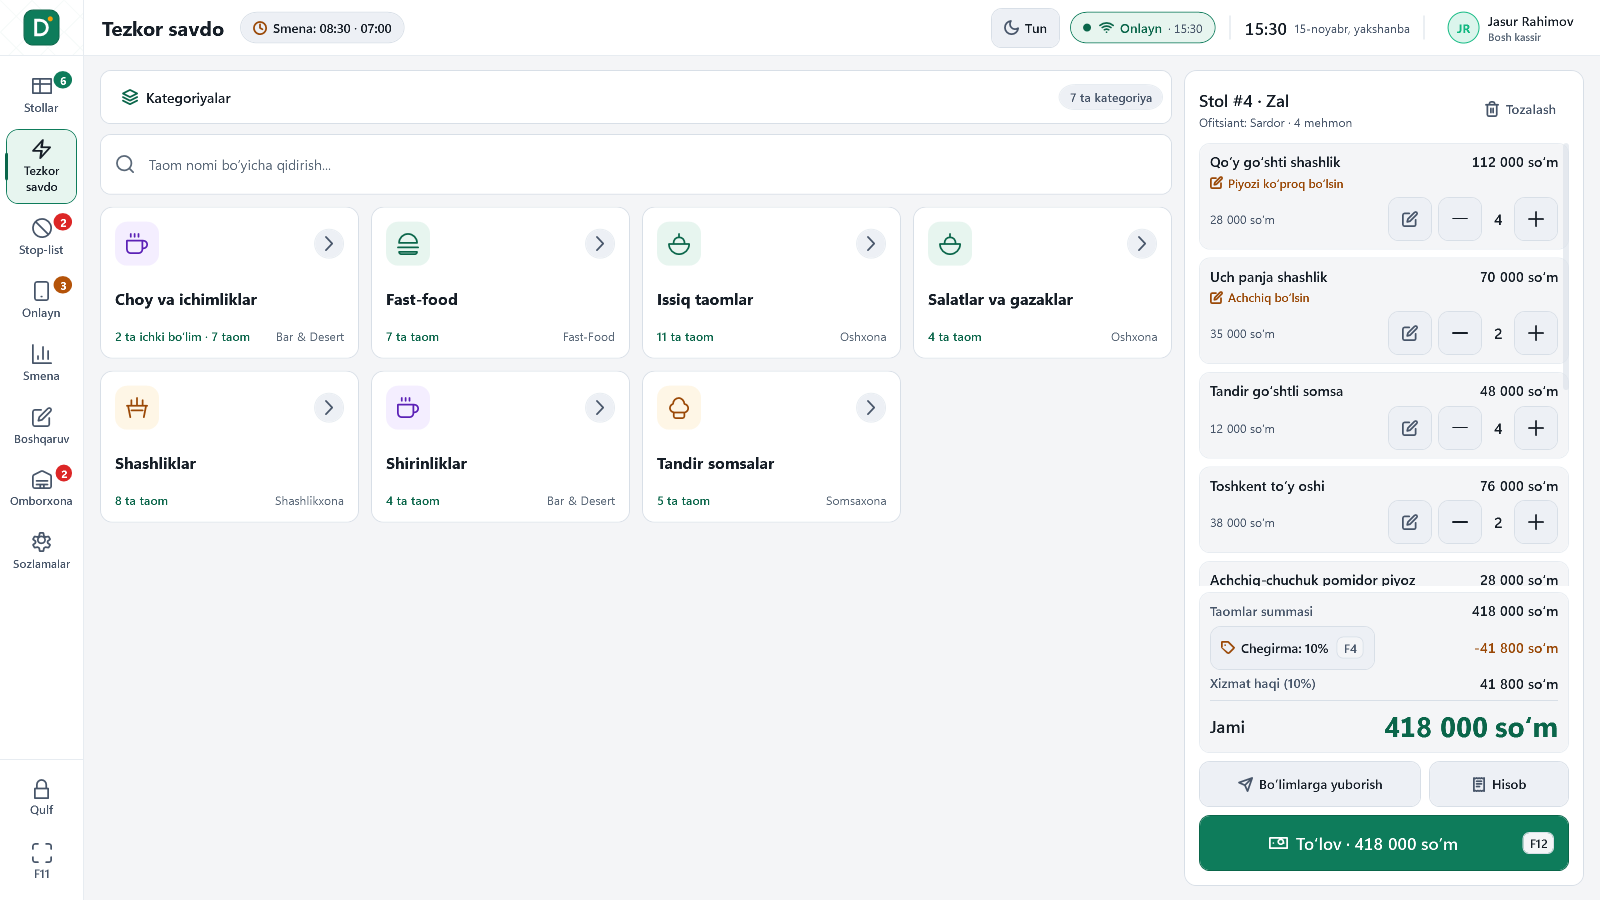 D
Tezkor savdo
Smena: 08:30 · 07:00
Tun
Onlayn · 15:30
15:30
15-noyabr, yakshanba
JR
Jasur Rahimov
Bosh kassir
6
Stollar
Tezkor
savdo
2
Stop-list
3
Onlayn
Smena
Boshqaruv
2
Omborxona
Sozlamalar
Qulf
F11
Kategoriyalar
7 ta kategoriya
Taom nomi bo‘yicha qidirish...
Choy va ichimliklar
2 ta ichki bo‘lim · 7 taom
Bar & Desert
Fast-food
7 ta taom
Fast-Food
Issiq taomlar
11 ta taom
Oshxona
Salatlar va gazaklar
4 ta taom
Oshxona
Shashliklar
8 ta taom
Shashlikxona
Shirinliklar
4 ta taom
Bar & Desert
Tandir somsalar
5 ta taom
Somsaxona
Stol #4 · Zal
Ofitsiant: Sardor · 4 mehmon
Tozalash
Qo‘y go‘shti shashlik
112 000 so‘m
Piyozi ko‘proq bo‘lsin
28 000 so‘m
4
Uch panja shashlik
70 000 so‘m
Achchiq bo‘lsin
35 000 so‘m
2
Tandir go‘shtli somsa
48 000 so‘m
12 000 so‘m
4
Toshkent to‘y oshi
76 000 so‘m
38 000 so‘m
2
Achchiq-chuchuk pomidor piyoz
28 000 so‘m
Taomlar summasi
418 000 so‘m
Chegirma: 10%
F4
-41 800 so‘m
Xizmat haqi (10%)
41 800 so‘m
Jami
418 000 so‘m
Bo‘limlarga yuborish
Hisob
To‘lov · 418 000 so‘m
F12